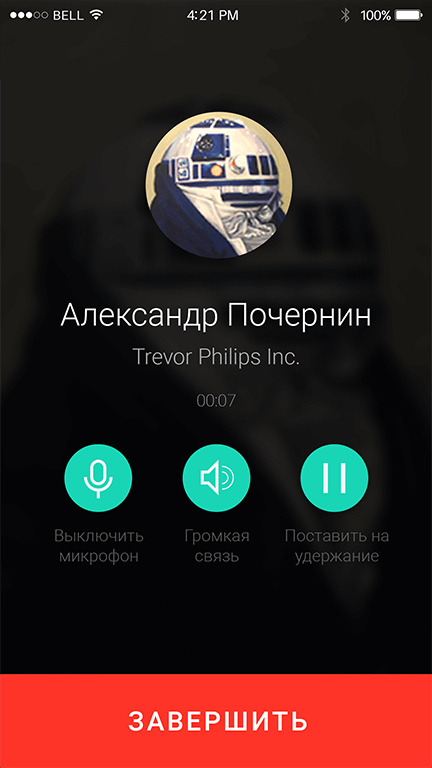 BELL 4:21 PM 100%
Александр Почернин
Trevor Philips Inc.
00:07
Выключить Громкая Поставить на
микрофон связь удержание
ЗАВЕРШИТЬ